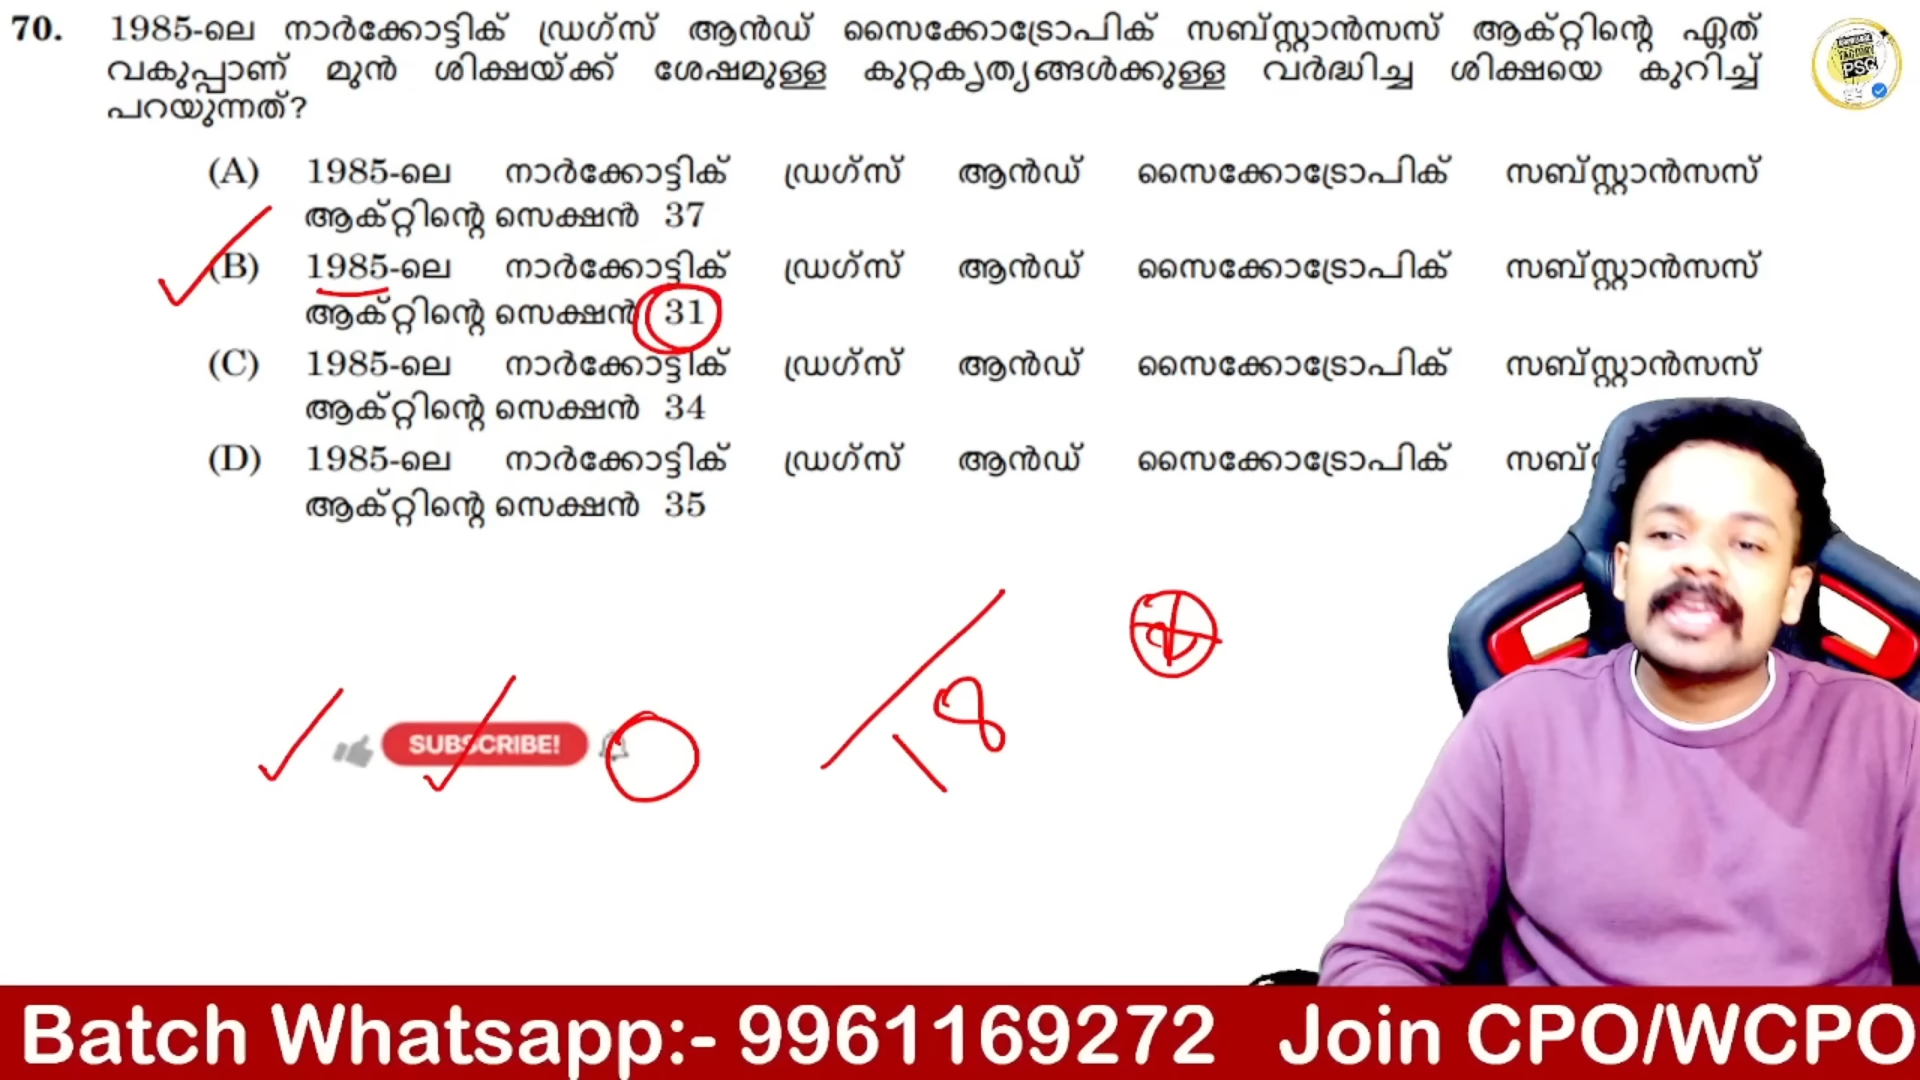 70. 1985-ലെ നാർക്കോട്ടിക് ഡ്രഗ്സ് ആൻഡ് സൈക്കോട്രോപിക് സബ്സ്റ്റാൻസസ് ആക്റ്റിന്റെ ഏത്
വകുപ്പാണ് മുൻ ശിക്ഷയ്ക്ക് ശേഷമുള്ള കുറ്റകൃത്യങ്ങൾക്കുള്ള വർദ്ധിച്ച ശിക്ഷയെ കുറിച്ച്
പറയുന്നത്?
(A) 1985-ലെ നാർക്കോട്ടിക് ഡ്രഗ്സ് ആൻഡ് സൈക്കോട്രോപിക് സബ്സ്റ്റാൻസസ്
ആക്റ്റിന്റെ സെക്ഷൻ 37
(B) 1985-ലെ നാർക്കോട്ടിക് ഡ്രഗ്സ് ആൻഡ് സൈക്കോട്രോപിക് സബ്സ്റ്റാൻസസ്
ആക്റ്റിന്റെ സെക്ഷൻ 31
(C) 1985-ലെ നാർക്കോട്ടിക് ഡ്രഗ്സ് ആൻഡ് സൈക്കോട്രോപിക് സബ്സ്റ്റാൻസസ്
ആക്റ്റിന്റെ സെക്ഷൻ 34
(D) 1985-ലെ നാർക്കോട്ടിക് ഡ്രഗ്സ് ആൻഡ് സൈക്കോട്രോപിക്
ആക്റ്റിന്റെ സെക്ഷൻ 35
PSC
18
SUBSCRIBE!
Batch Whatsapp:- 9961169272 Join CPO/WCPO